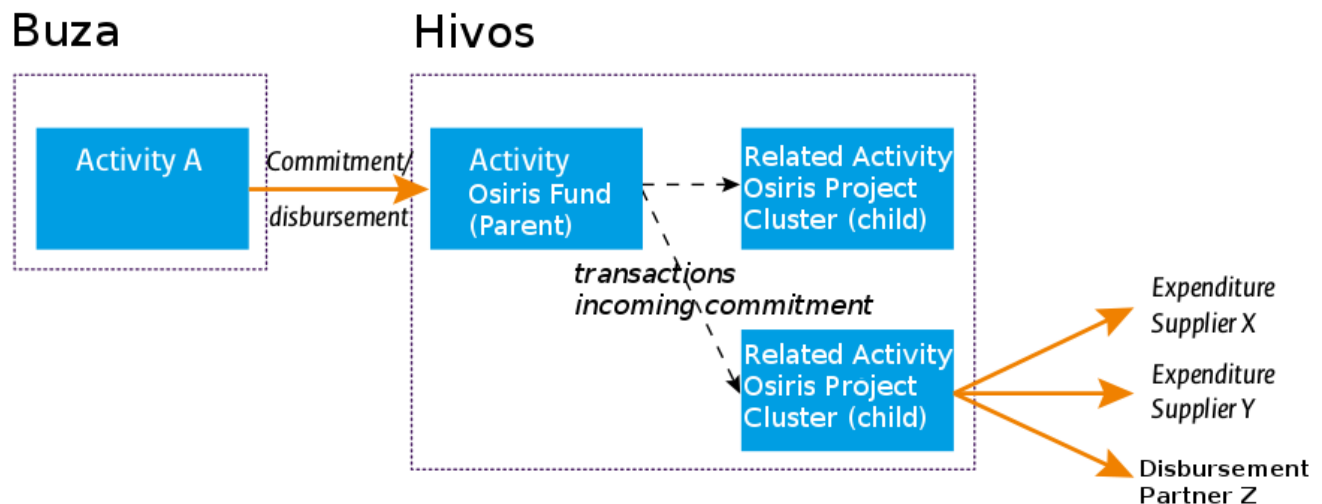 Buza
Hivos
Activity A
Commitment/
disbursement
Activity
Osiris Fund
(Parent)
Related Activity
Osiris Project
Cluster (child)
transactions
incoming commitment
Related Activity
Osiris Project
Cluster (child)
Expenditure
Supplier X
Expenditure
Supplier Y
Disbursement
Partner Z